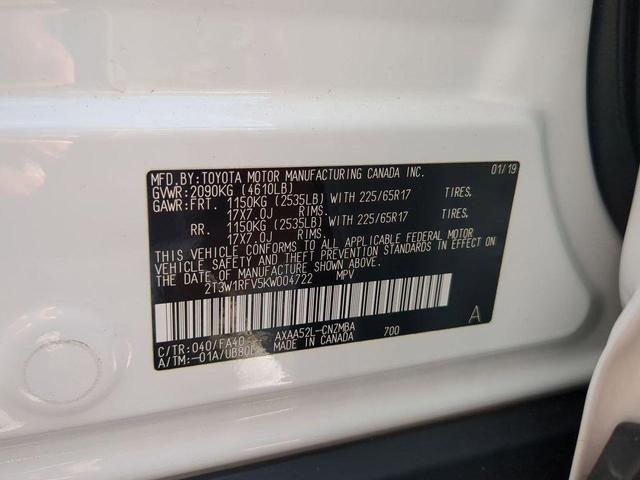 MFD. BY:TOYOTA MOTOR MANUFACTURING CANADA INC. 01/19
GVWR:2090KG (4610LB)
GAWR:FRT. 1150KG (2535LB) WITH 225/65R17 TIRES.
17X7.0J RIMS.
RR. 1150KG (2535LB) WITH 225/65R17 TIRES.
17X7.0J RIMS.
THIS VEHICLE CONFORMS TO ALL APPLICABLE FEDERAL MOTOR
VEHICLE SAFETY AND THEFT PREVENTION STANDARDS IN EFFECT ON
THE DATE OF MANUFACTURE SHOWN ABOVE.
2T3W1RFV5KW004722 MPV
A
C/TR:040/FA40 AXAA52L-CNZMBA 700
A/TM:-01A/UB80 MADE IN CANADA